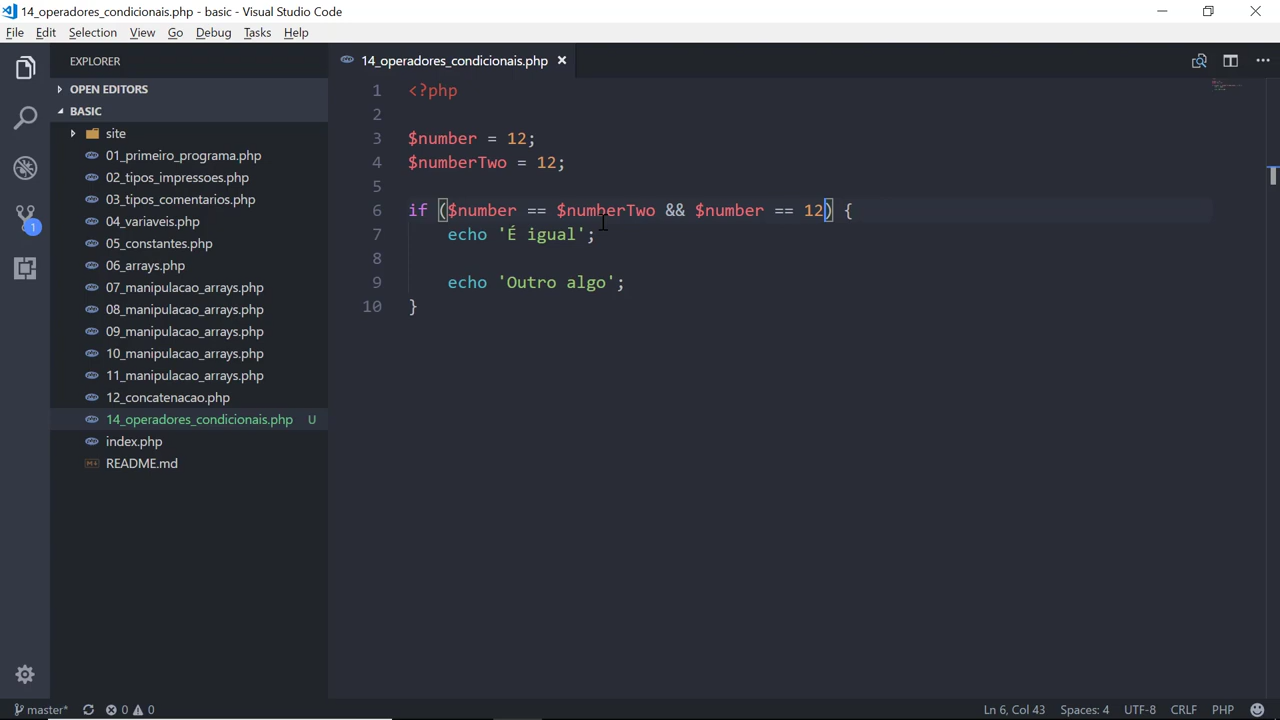 14_operadores_condicionais.php - basic - Visual Studio Code
File Edit Selection View Go Debug Tasks Help
EXPLORER
OPEN EDITORS
BASIC
site
01_primeiro_programa.php
02_tipos_impressoes.php
03_tipos_comentarios.php
04_variaveis.php
05_constantes.php
06_arrays.php
07_manipulacao_arrays.php
08_manipulacao_arrays.php
09_manipulacao_arrays.php
10_manipulacao_arrays.php
11_manipulacao_arrays.php
12_concatenacao.php
14_operadores_condicionais.php U
index.php
README.md
1
14_operadores_condicionais.php
1 <?php
2
3 $number = 12;
4 $numberTwo = 12;
5
6 if ($number == $numberTwo && $number == 12) {
7     echo 'É igual';
8
9     echo 'Outro algo';
10 }
master* 0 0 Ln 6, Col 43 Spaces: 4 UTF-8 CRLF PHP